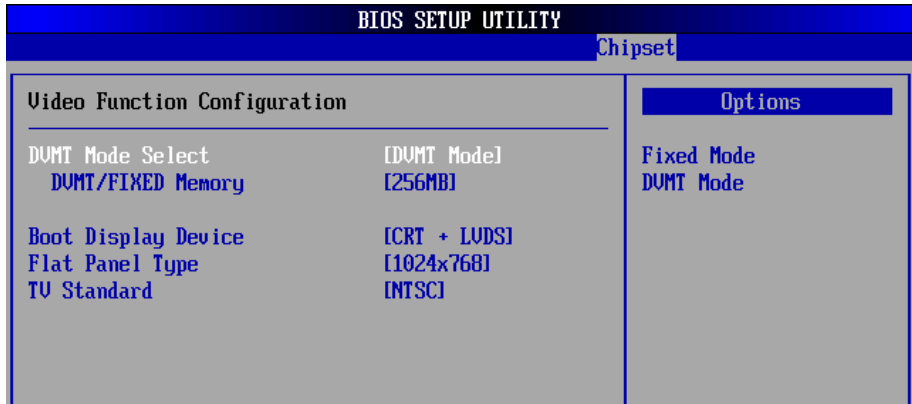 BIOS SETUP UTILITY
Chipset
Video Function Configuration
DVMT Mode Select [DVMT Mode]
DVMT/FIXED Memory [256MB]
Boot Display Device [CRT + LVDS]
Flat Panel Type [1024x768]
TV Standard [NTSC]
Options
Fixed Mode
DVMT Mode